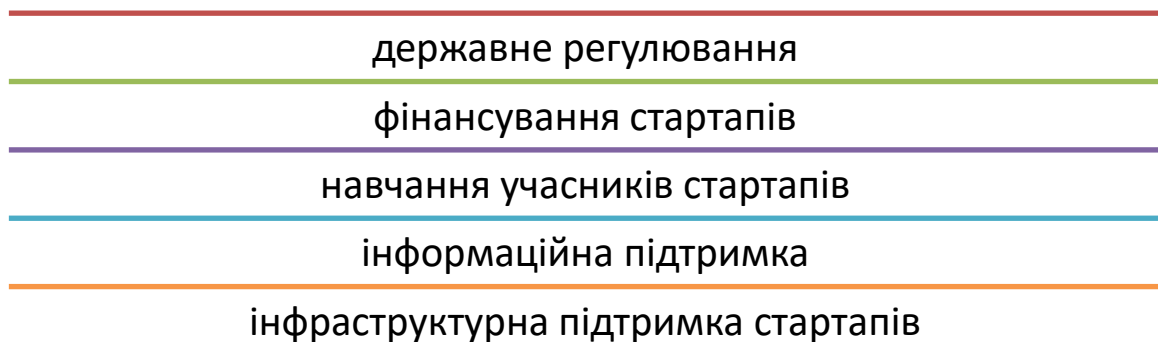 державне регулювання
фінансування стартапів
навчання учасників стартапів
інформаційна підтримка
інфраструктурна підтримка стартапів